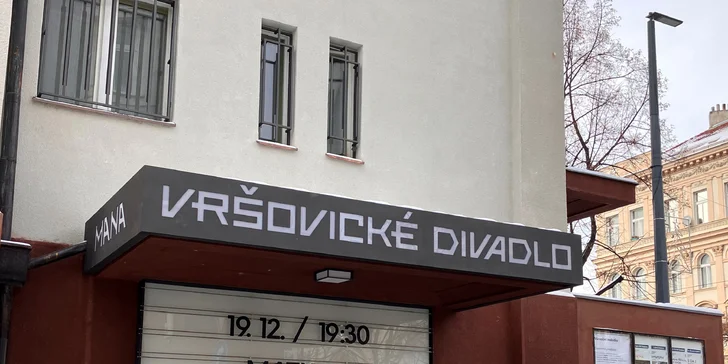 MANA
VRŠOVICKÉ DIVADLO
19. 12. / 19:30